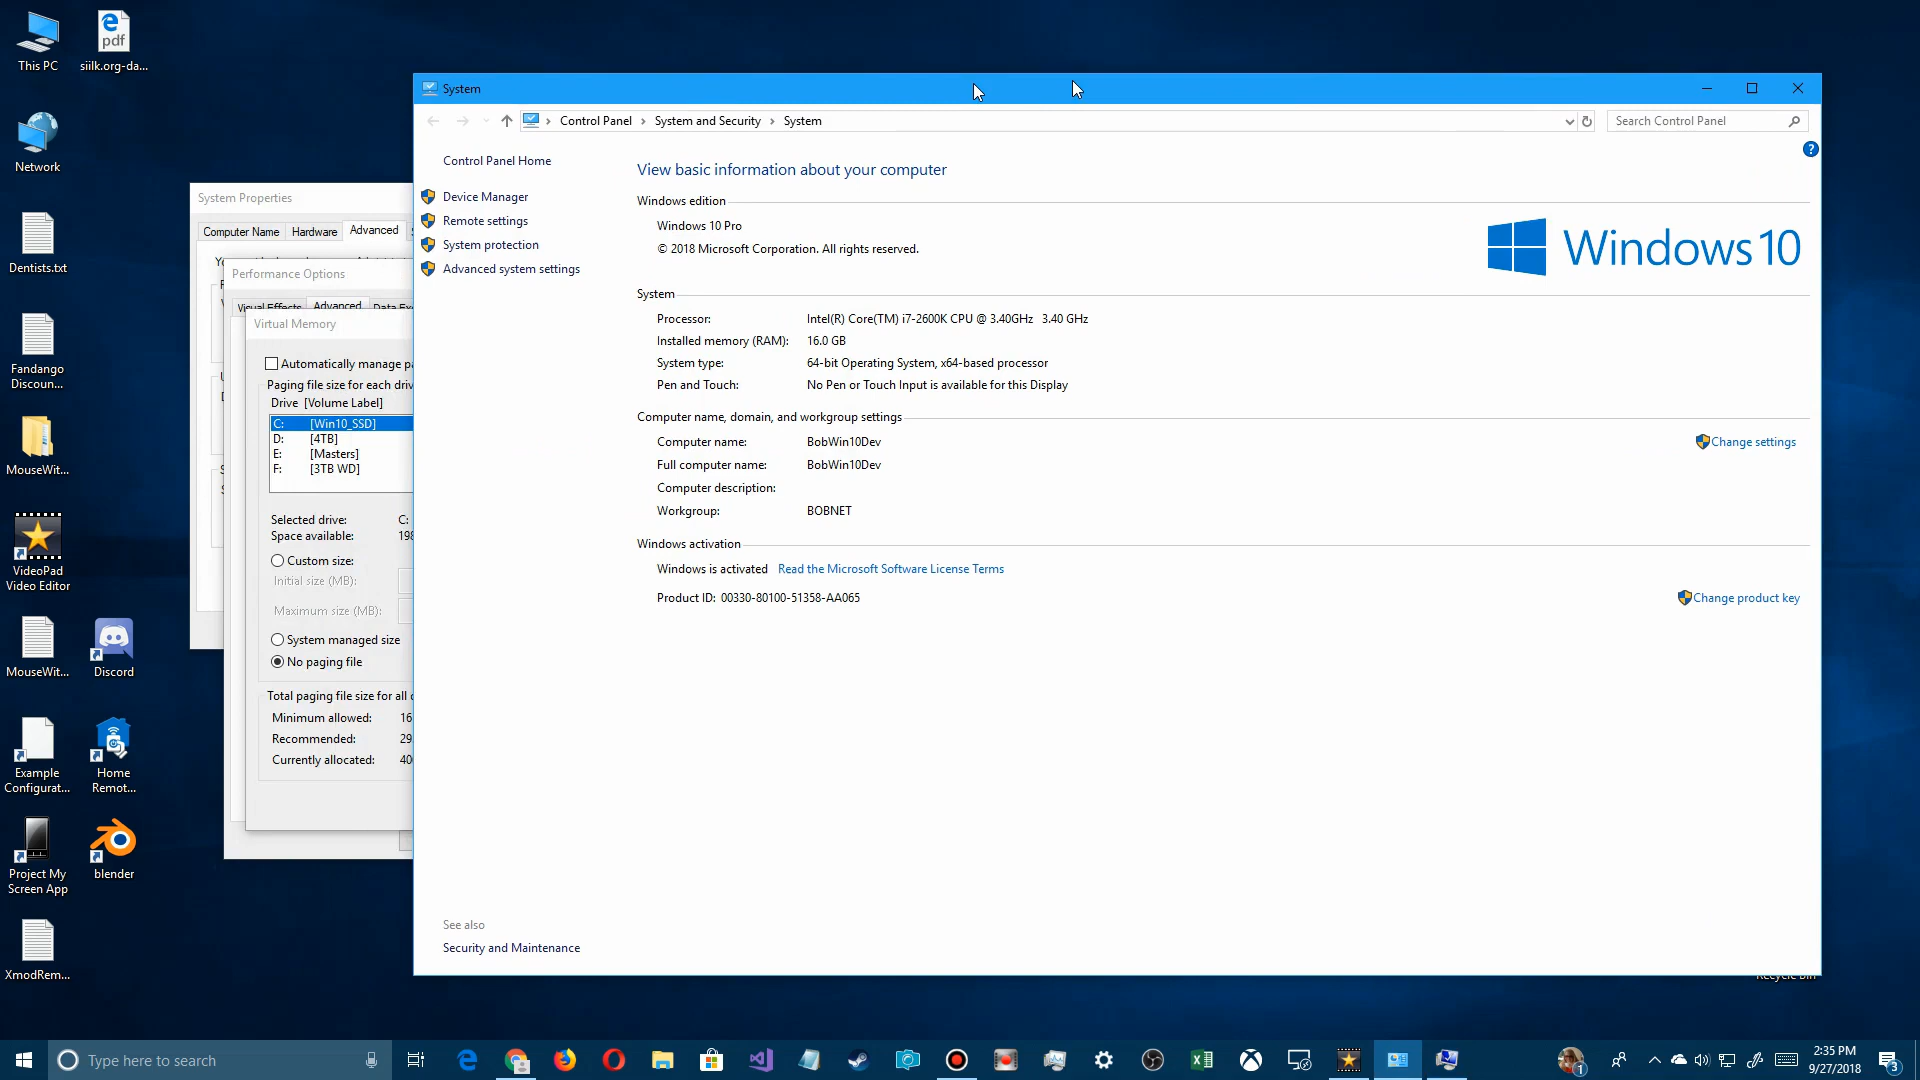 This PC
siilk.org-da...
Network
Dentists.txt
Fandango
Discoun...
MouseWit...
VideoPad
Video Editor
MouseWit...
Discord
Example
Configurat...
Home
Remot...
Project My
Screen App
blender
XmodRem...
System Properties
Computer Name
Hardware
Advanced
Performance Options
Visual Effects
Advanced
Data Ex
Virtual Memory
Automatically manage pa
Paging file size for each driv
Drive [Volume Label]
C: [Win10_SSD]
D: [4TB]
E: [Masters]
F: [3TB WD]
Selected drive: C:
Space available: 198
Custom size:
Initial size (MB):
Maximum size (MB):
System managed size
No paging file
Total paging file size for all d
Minimum allowed: 16
Recommended: 29
Currently allocated: 40
System
Control Panel > System and Security > System
Search Control Panel
Control Panel Home
Device Manager
Remote settings
System protection
Advanced system settings
View basic information about your computer
Windows edition
Windows 10 Pro
© 2018 Microsoft Corporation. All rights reserved.
Windows 10
System
Processor: Intel(R) Core(TM) i7-2600K CPU @ 3.40GHz 3.40 GHz
Installed memory (RAM): 16.0 GB
System type: 64-bit Operating System, x64-based processor
Pen and Touch: No Pen or Touch Input is available for this Display
Computer name, domain, and workgroup settings
Computer name: BobWin10Dev
Change settings
Full computer name: BobWin10Dev
Computer description:
Workgroup: BOBNET
Windows activation
Windows is activated Read the Microsoft Software License Terms
Product ID: 00330-80100-51358-AA065
Change product key
See also
Security and Maintenance
Recycle Bin
Type here to search
2:35 PM
9/27/2018